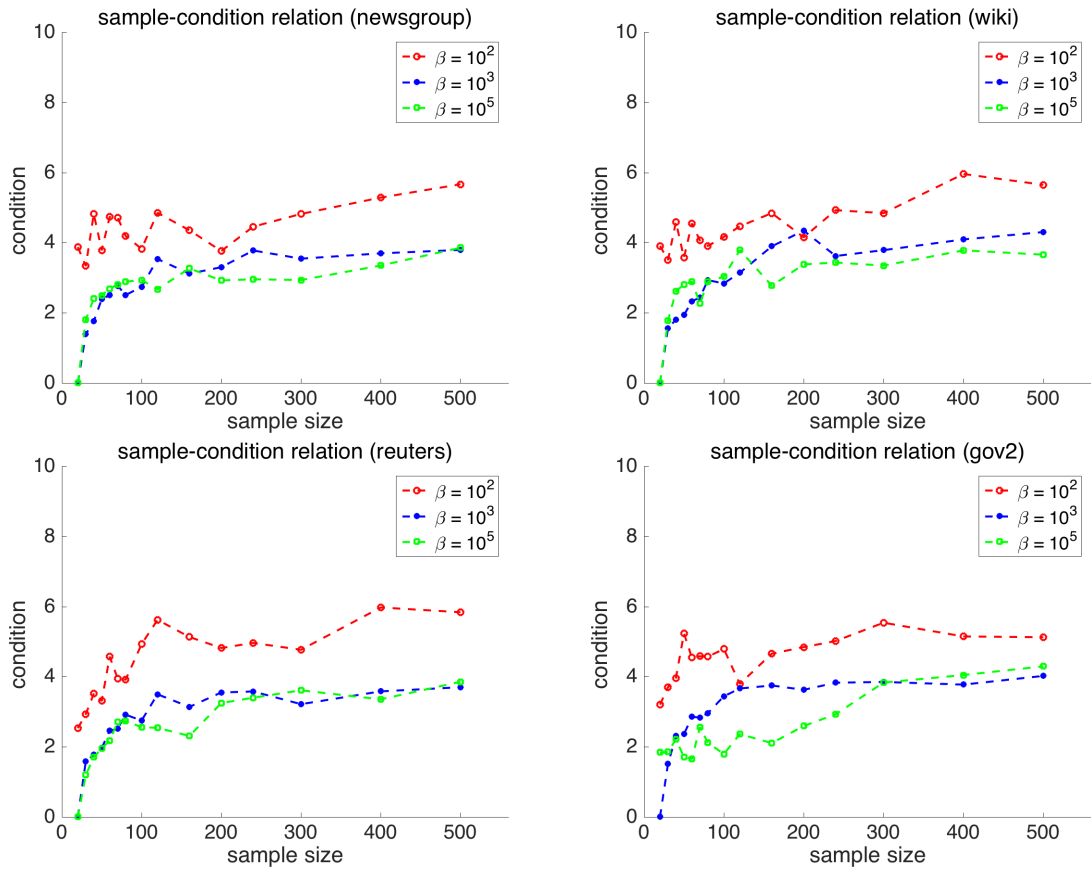 sample-condition relation (newsgroup)
10
8
6
4
2
0
condition
β = 10²
β = 10³
β = 10⁵
0 100 200 300 400 500
sample size
sample-condition relation (wiki)
10
8
6
4
2
0
condition
β = 10²
β = 10³
β = 10⁵
0 100 200 300 400 500
sample size
sample-condition relation (reuters)
10
8
6
4
2
0
condition
β = 10²
β = 10³
β = 10⁵
0 100 200 300 400 500
sample size
sample-condition relation (gov2)
10
8
6
4
2
0
condition
β = 10²
β = 10³
β = 10⁵
0 100 200 300 400 500
sample size